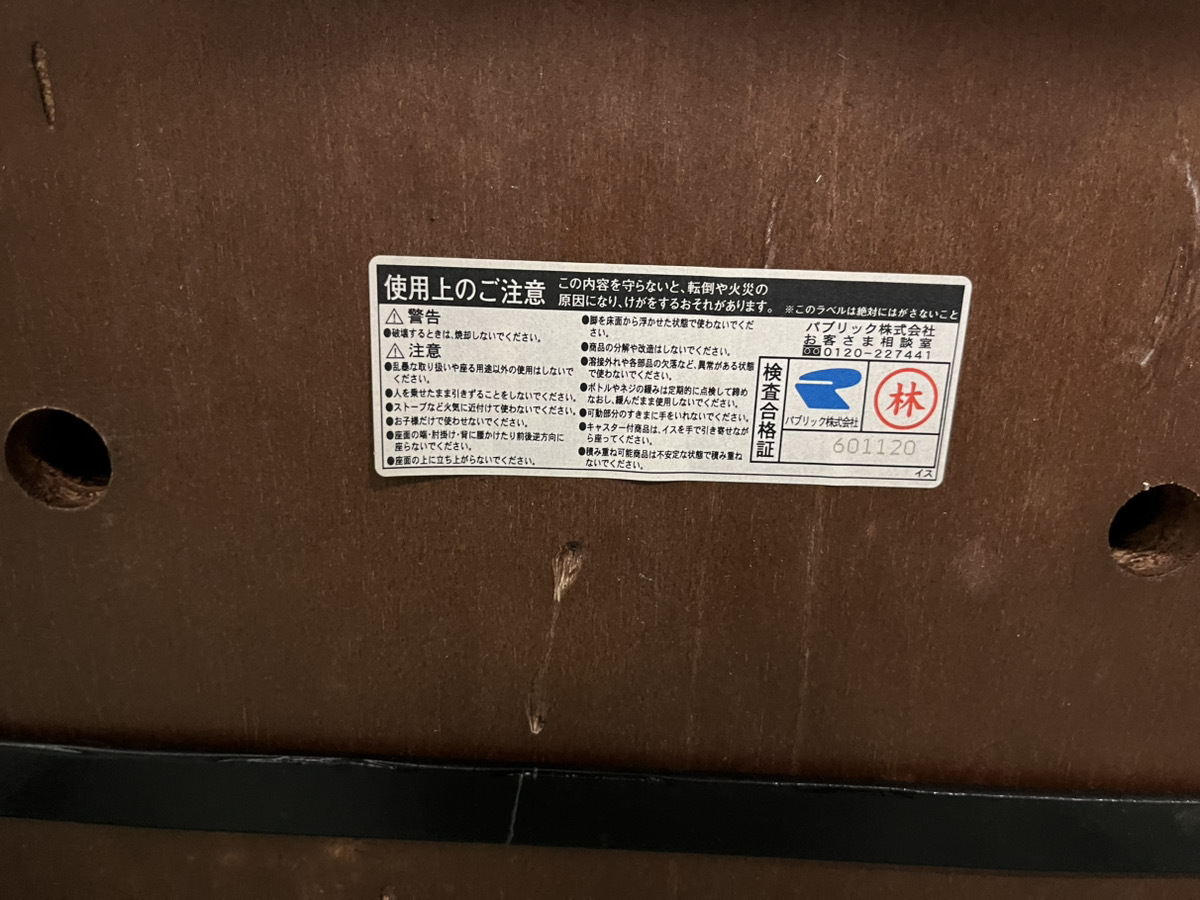 使用上のご注意
この内容を守らないと、転倒や火災の
原因になり、けがをするおそれがあります。
※このラベルは絶対にはがさないこと
警告
●破壊するときは、焼却しないでください。
注意
●乱暴な取り扱いや座る用途以外の使用はしないで
ください。
●人を乗せたまま引きずることをしないでください。
●ストーブなど火気に近付けて使わないでください。
●お子様だけで使わせないでください。
●座面の端・肘掛け・背に腰かけたり前後逆方向に
座らないでください。
●座面の上に立ち上がらないでください。
●脚を床面から浮かせた状態で使わないでくだ
さい。
●商品の分解や改造はしないでください。
●溶接外れや各部品の欠落など、異常がある状態
で使わないでください。
●ボトルやネジの緩みは定期的に点検して締め
なおし、緩んだまま使用しないでください。
●可動部分のすきまに手をいれないでください。
●キャスター付商品は、イスを手で引き寄せなが
ら座ってください。
●積み重ね可能商品は不安定な状態で積み重ね
ないでください。
パブリック株式会社
お客さま相談室
0120-227441
検査合格証
パブリック株式会社
林
601120
イス